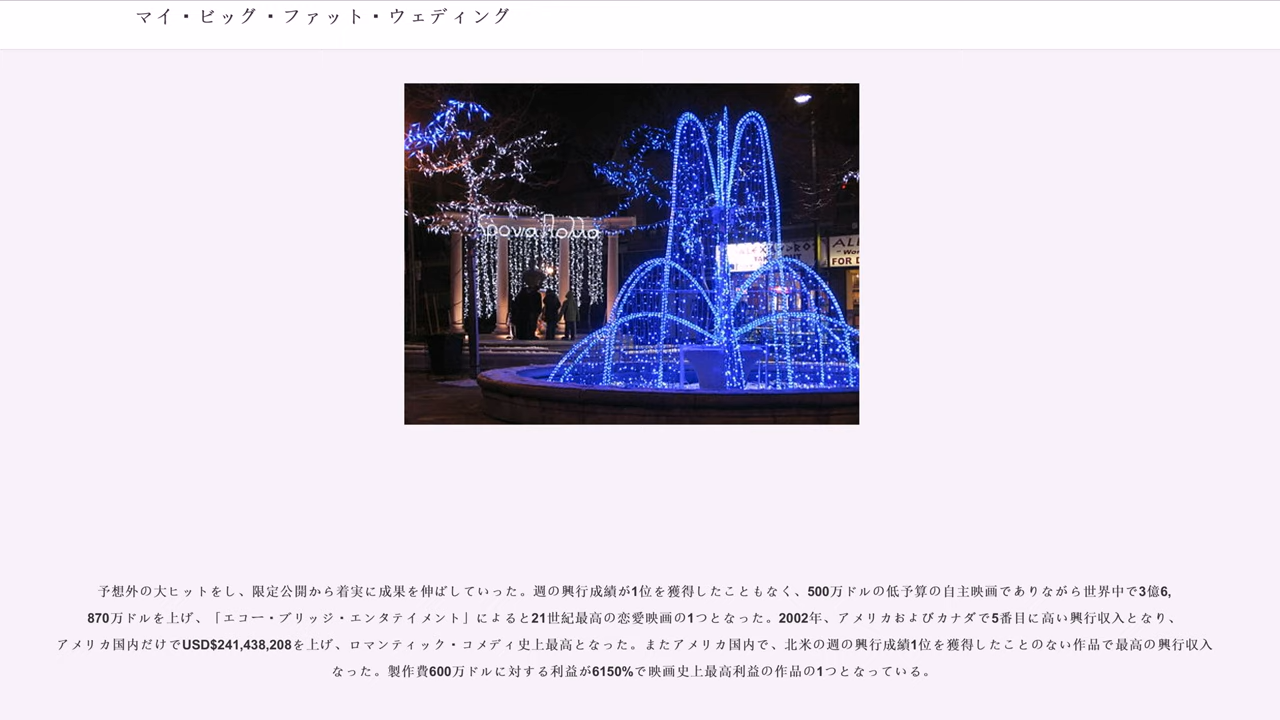 マイ・ビッグ・ファット・ウェディング
ρονια Πολλα
AL
FOR D
予想外の大ヒットをし、限定公開から着実に成果を伸ばしていった。週の興行成績が1位を獲得したこともなく、500万ドルの低予算の自主映画でありながら世界中で3億6,
870万ドルを上げ、「エコー・ブリッジ・エンタテイメント」によると21世紀最高の恋愛映画の1つとなった。2002年、アメリカおよびカナダで5番目に高い興行収入となり、
アメリカ国内だけでUSD$241,438,208を上げ、ロマンティック・コメディ史上最高となった。またアメリカ国内で、北米の週の興行成績1位を獲得したことのない作品で最高の興行収入
なった。製作費600万ドルに対する利益が6150%で映画史上最高利益の作品の1つとなっている。